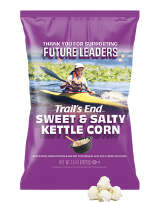 THANK YOU FOR SUPPORTING
FUTURE LEADERS
Trail's End.
SWEET & SALTY
KETTLE CORN